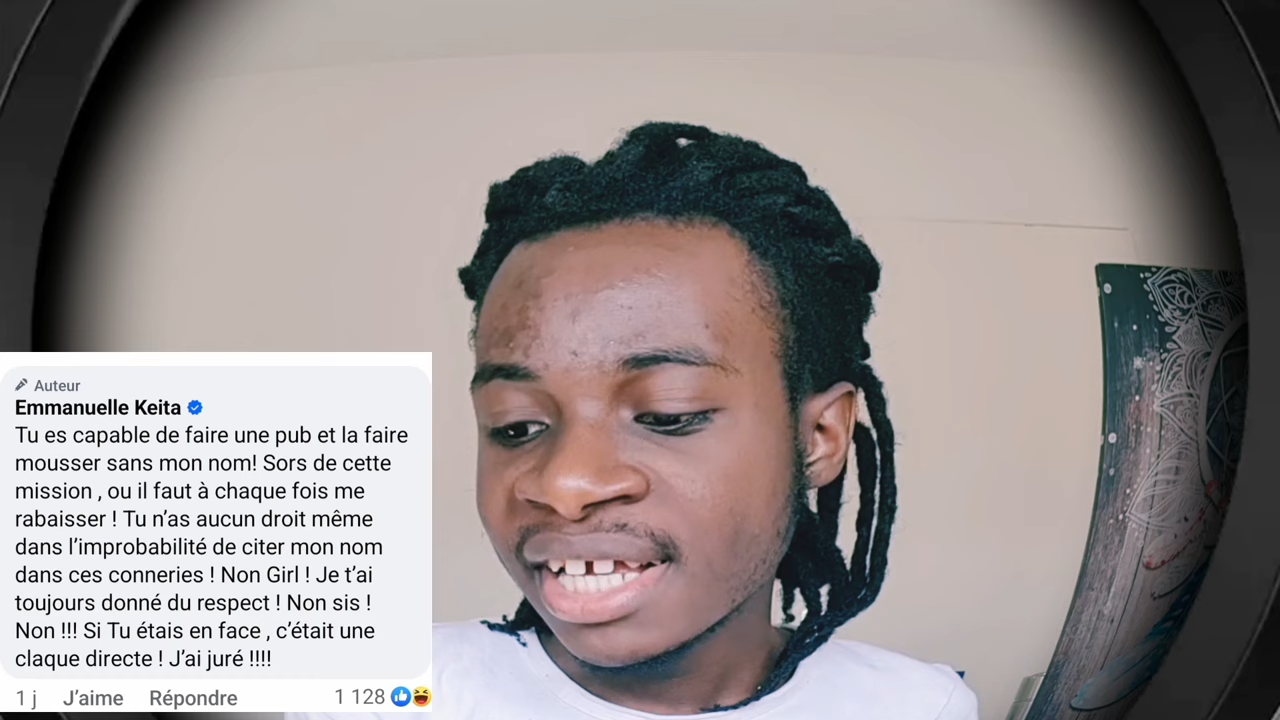 Auteur
Emmanuelle Keita
Tu es capable de faire une pub et la faire
mousser sans mon nom! Sors de cette
mission , ou il faut à chaque fois me
rabaisser ! Tu n’as aucun droit même
dans l’improbabilité de citer mon nom
dans ces conneries ! Non Girl ! Je t’ai
toujours donné du respect ! Non sis !
Non !!! Si Tu étais en face , c’était une
claque directe ! J’ai juré !!!!
1 j J’aime Répondre 1 128